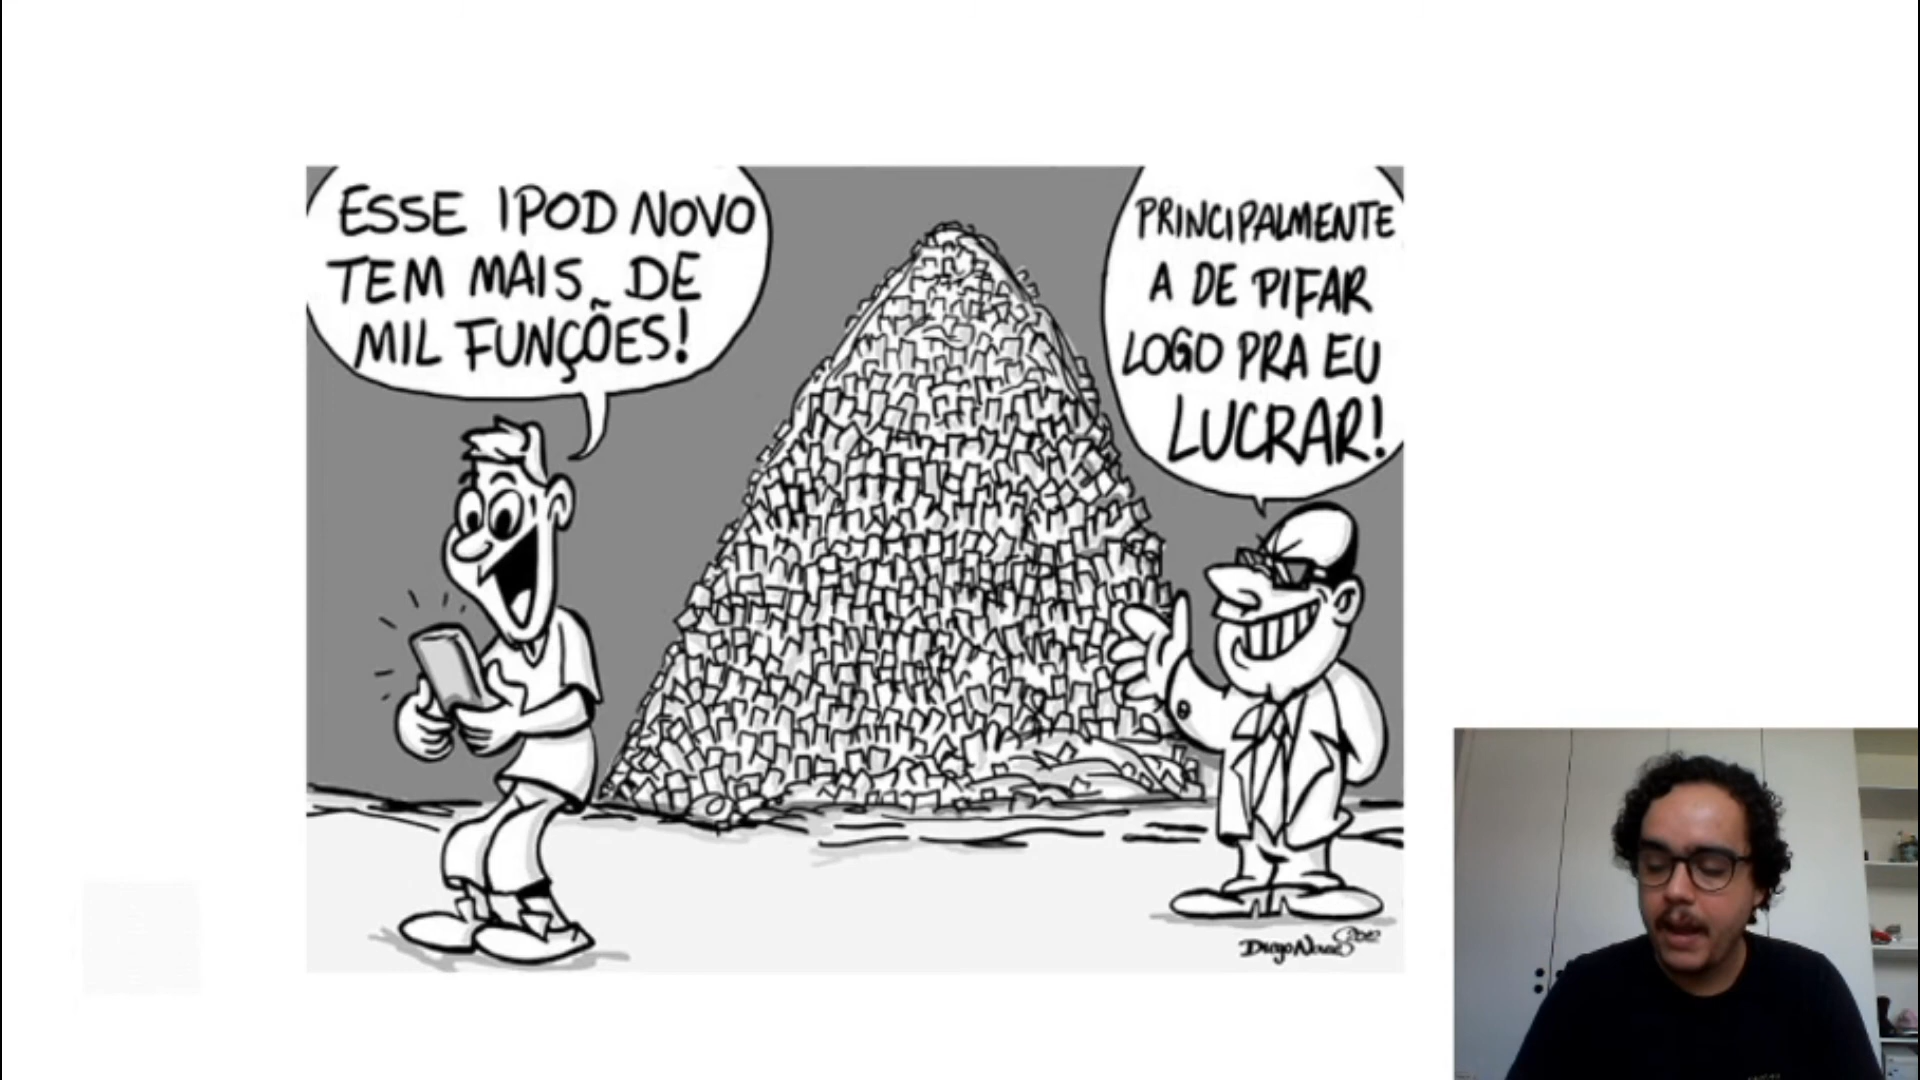 ESSE IPOD NOVO
TEM MAIS DE
MIL FUNÇÕES!
PRINCIPALMENTE
A DE PIFAR
LOGO PRA EU
LUCRAR!